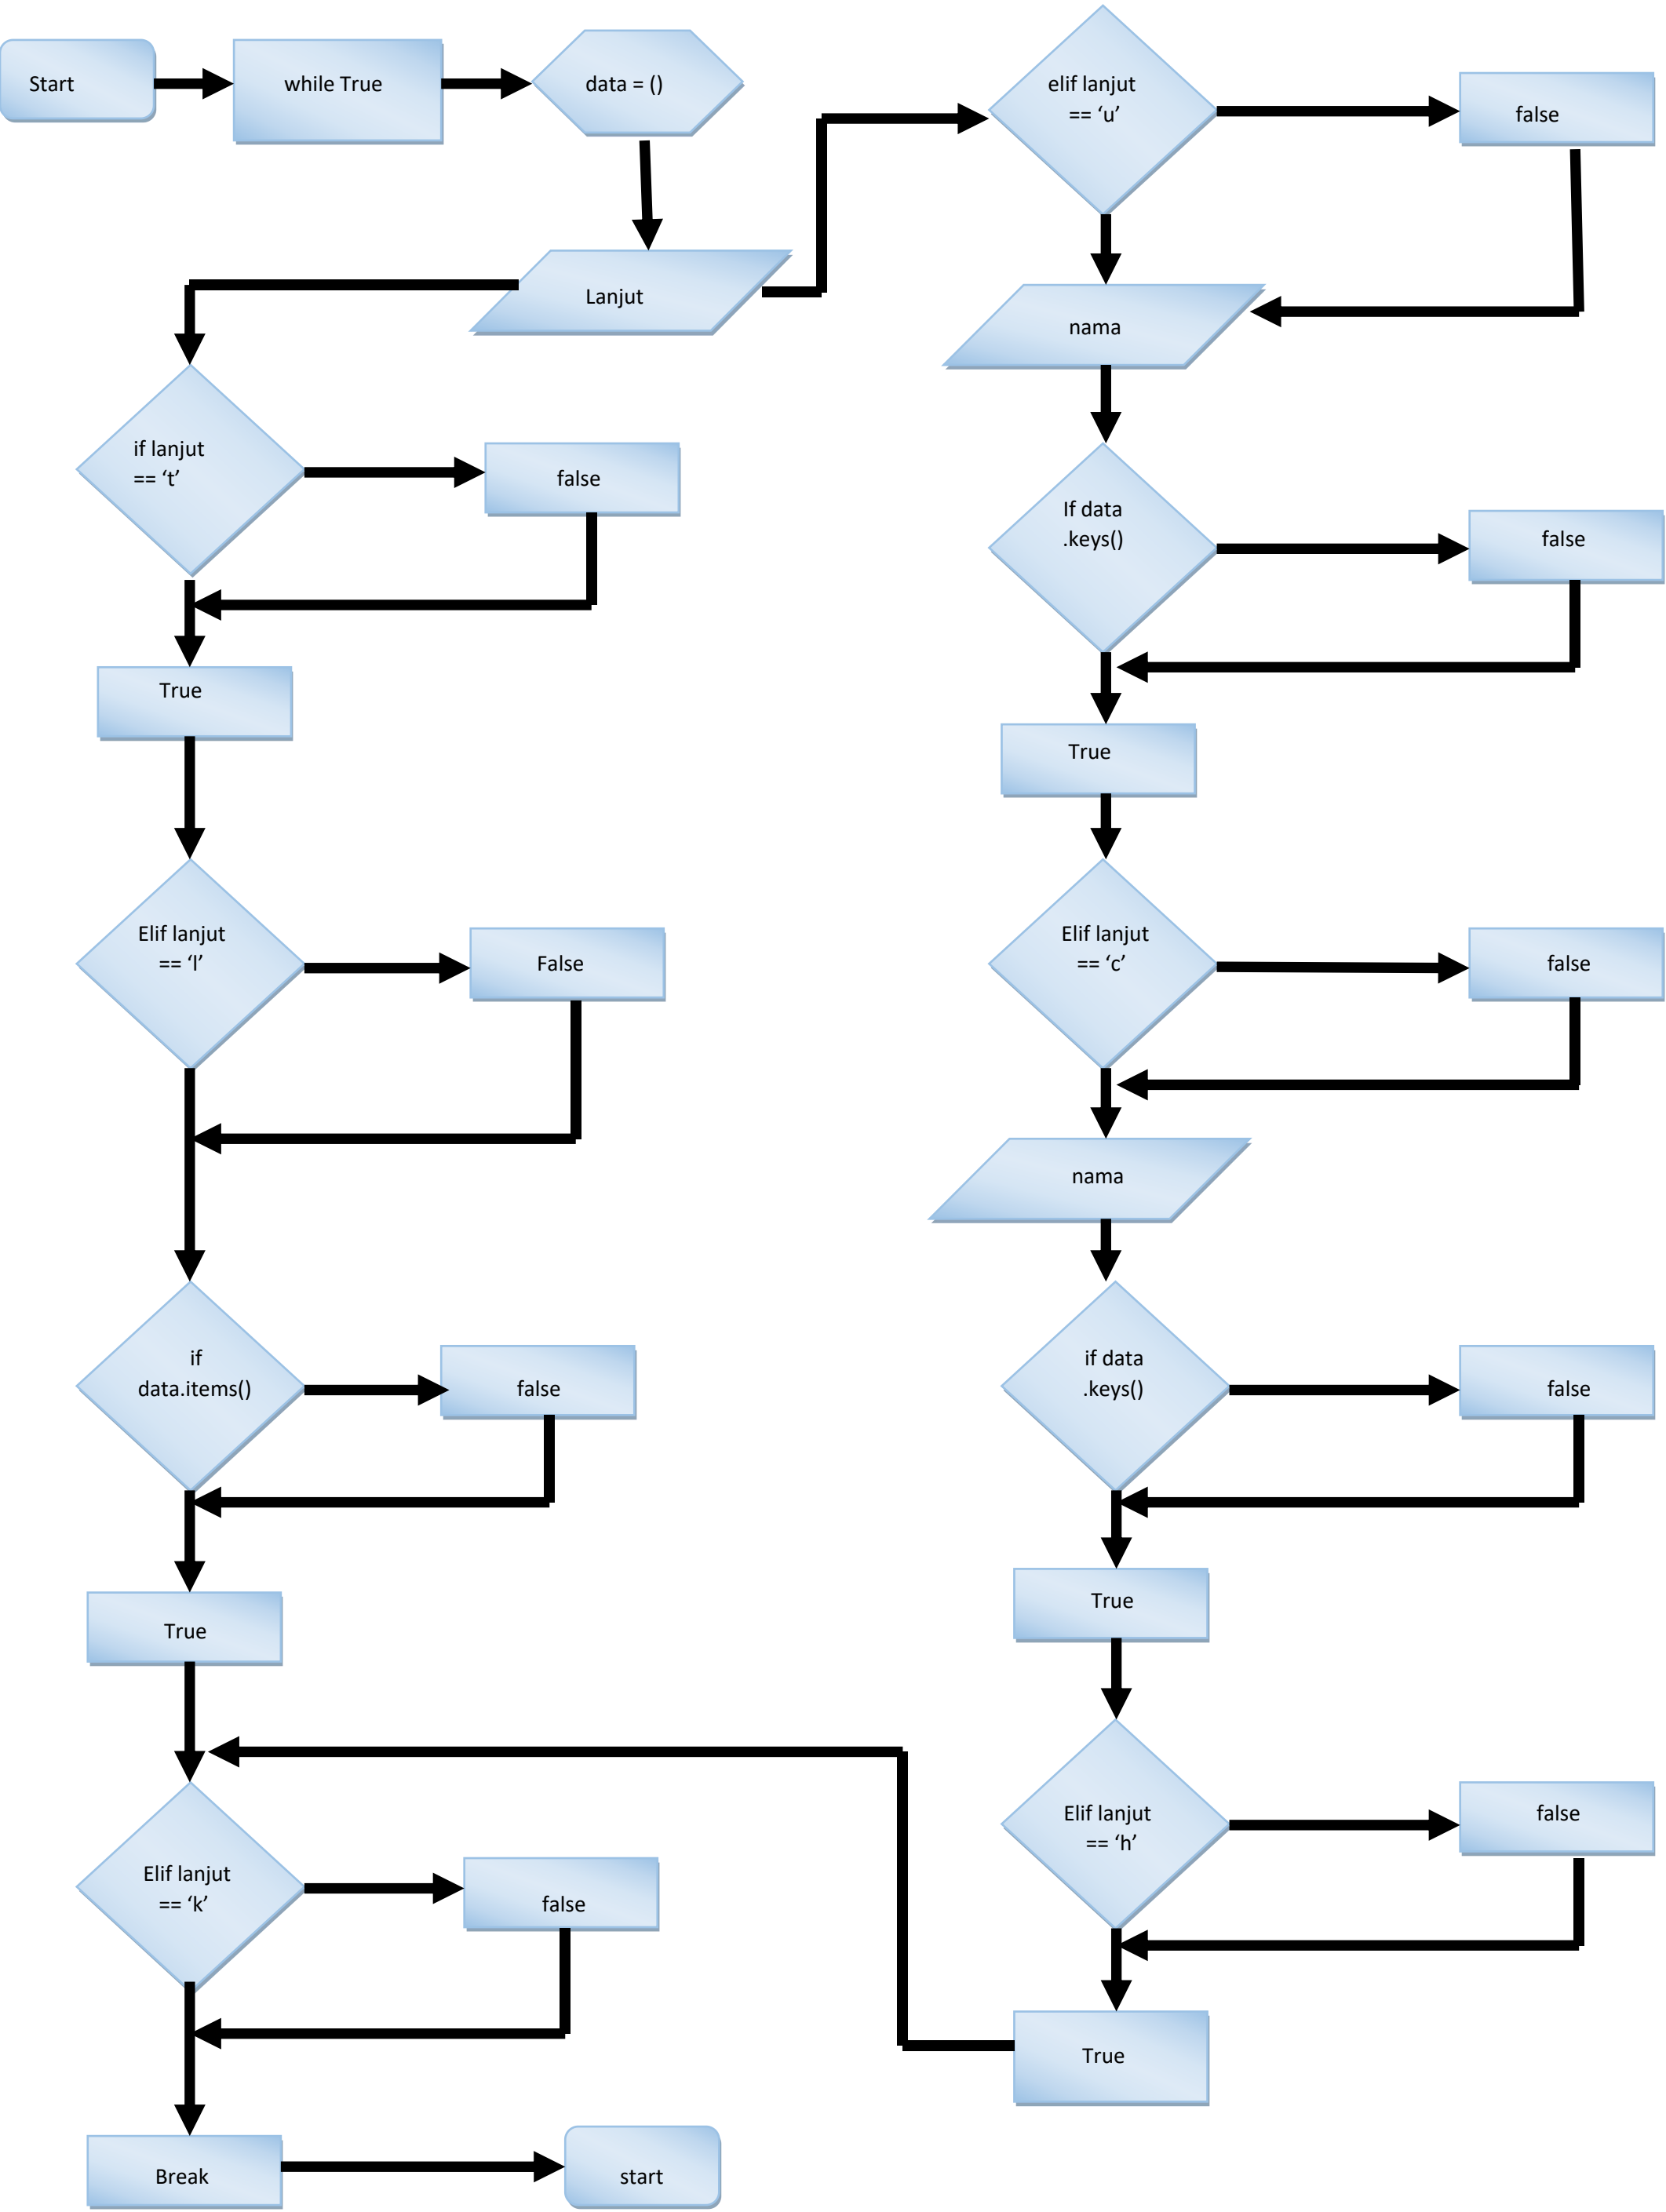 Start
while True
data = ()
Lanjut
if lanjut
== ‘t’
false
True
Elif lanjut
== ‘l’
False
if
data.items()
false
True
Elif lanjut
== ‘k’
false
Break
start
elif lanjut
== ‘u’
false
nama
If data
.keys()
false
True
Elif lanjut
== ‘c’
false
nama
if data
.keys()
false
True
Elif lanjut
== ‘h’
false
True